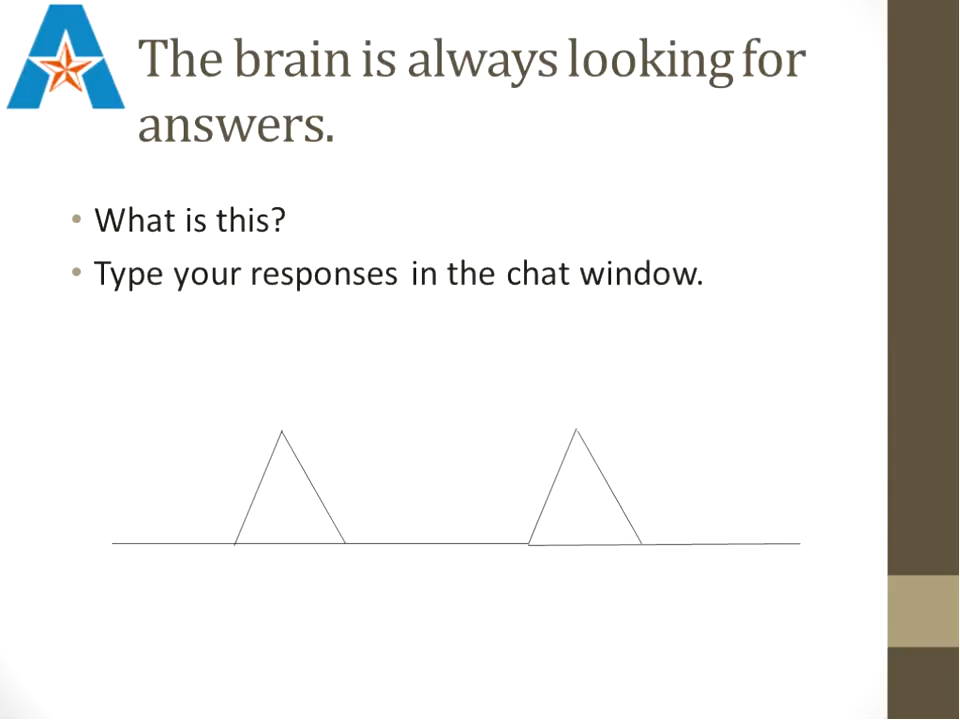 The brain is always looking for
answers.
• What is this?
• Type your responses in the chat window.